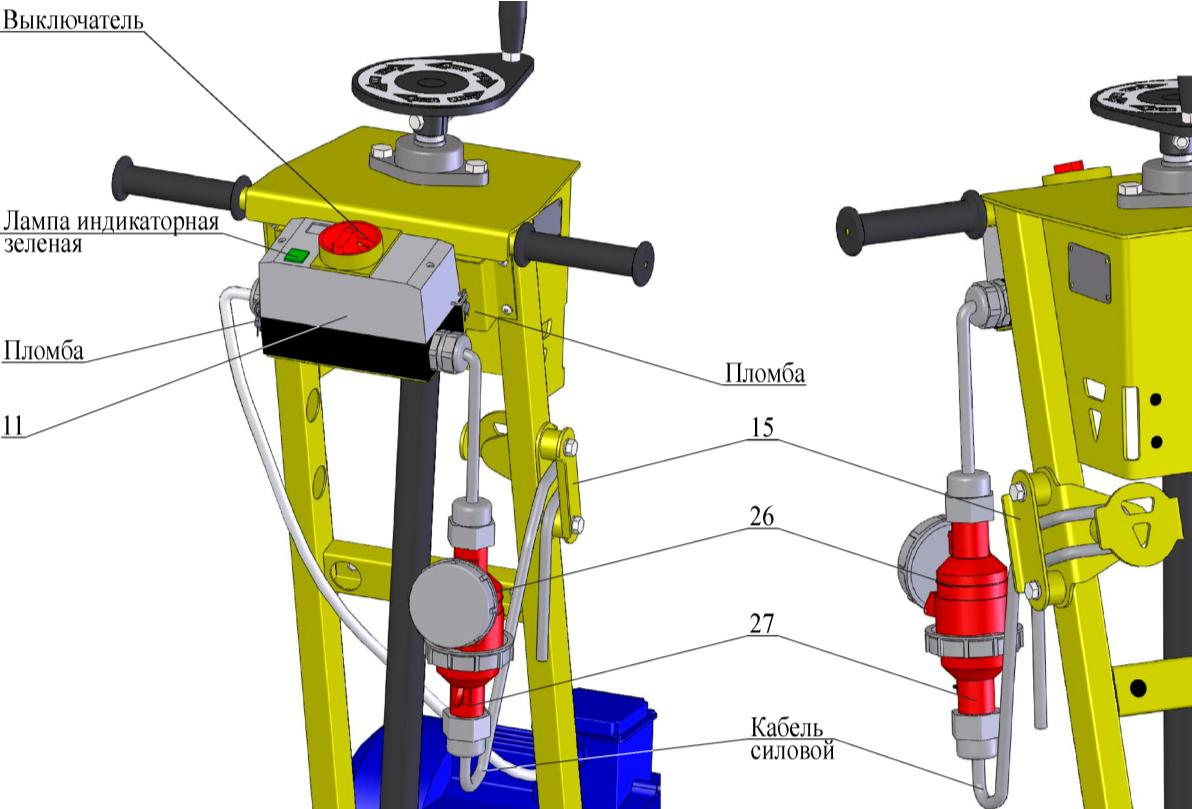 Выключатель
Лампа индикаторная
зеленая
Пломба
11
Пломба
15
26
27
Кабель
силовой